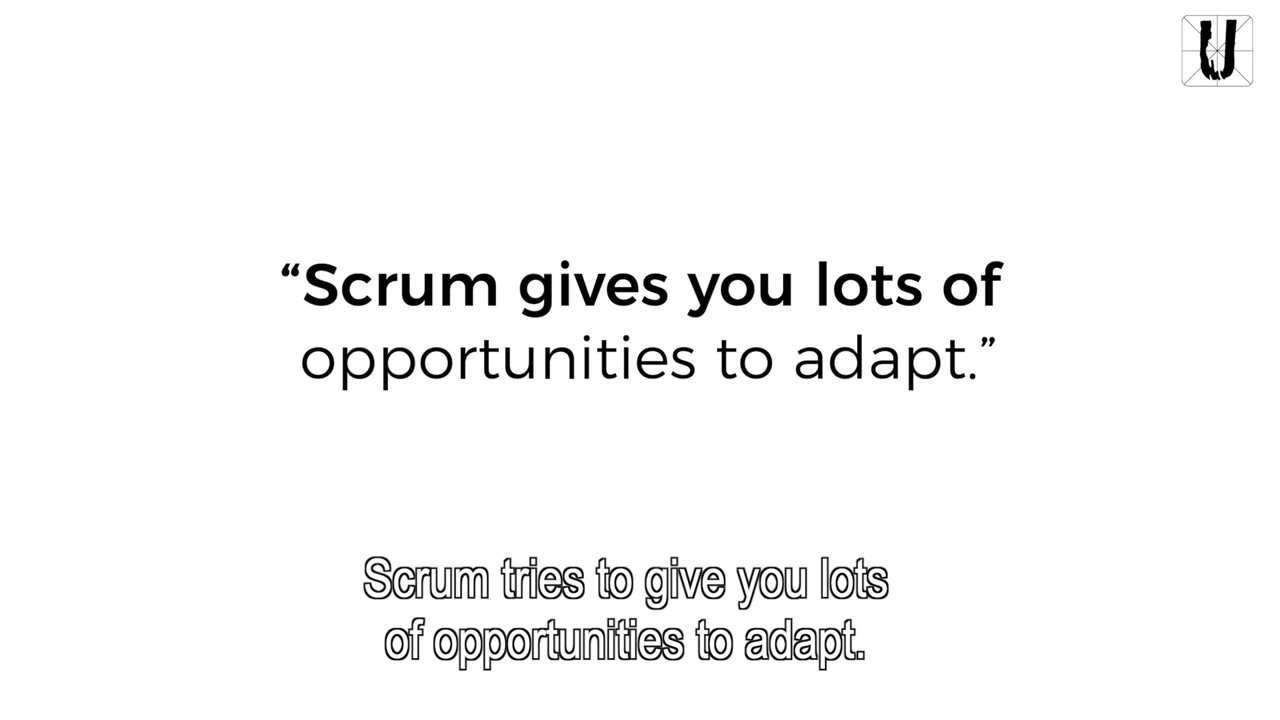 U
“Scrum gives you lots of
opportunities to adapt.”
Scrum tries to give you lots
of opportunities to adapt.